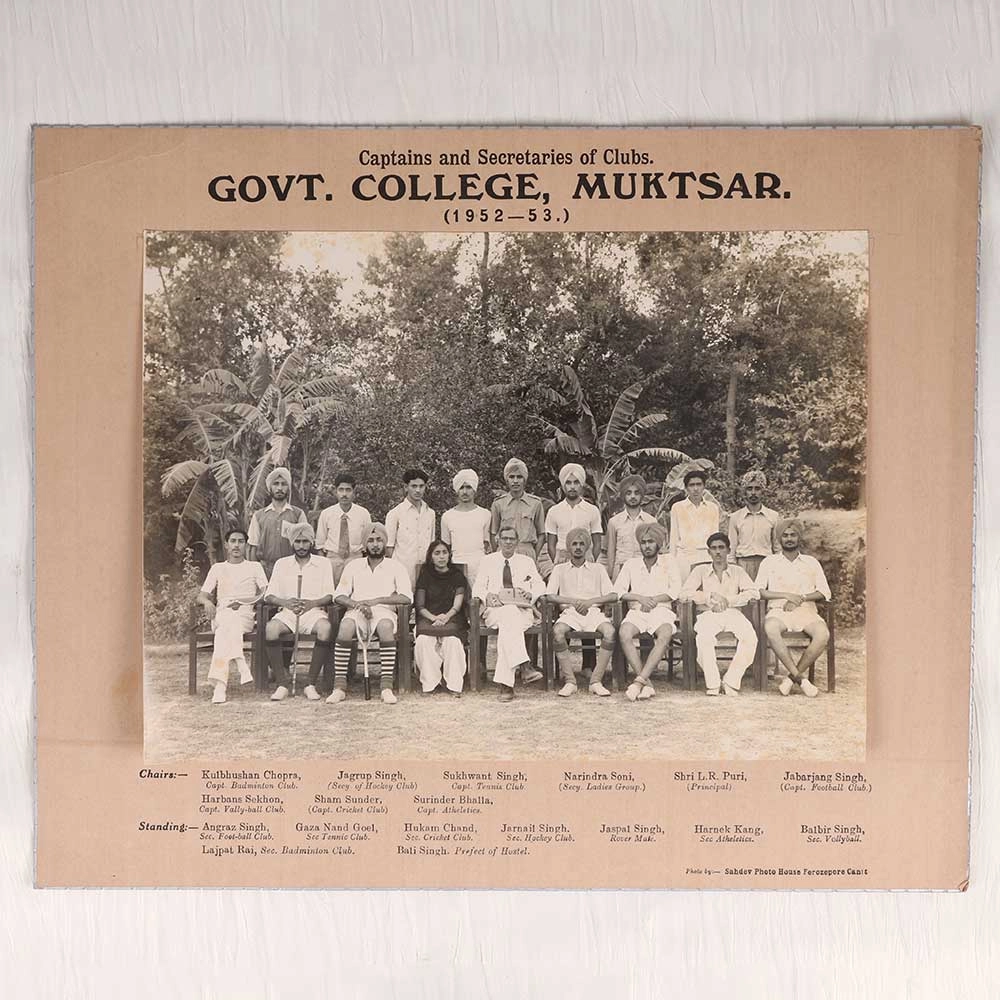 Captains and Secretaries of Clubs.
GOVT. COLLEGE, MUKTSAR.
(1952—53.)
Chairs:— Kulbhushan Chopra, Jagrup Singh, Sukhwant Singh, Narindra Soni, Shri L.R. Puri, Jabarjang Singh,
Capt. Badminton Club. (Secy of Hockey Club) Capt. Tennis Club (Secy. Ladies Group.) (Principal) (Capt. Football Club.)
Harbans Sekhon, Sham Sunder, Surinder Bhalla,
Capt. Vally-ball Club. (Capt. Cricket Club) Capt. Atheletics.
Standing:— Angraz Singh, Gaza Nand Goel, Hukam Chand, Jarnail Singh. Jaspal Singh, Harnek Kang, Balbir Singh,
Sec. Foot-ball Club. Sec Tennis Club. Sec. Cricket Club. Sec. Hockey Club. Rover Mate. Sec Atheletics. Sec. Vollyball.
Lajpat Rai, Sec. Badminton Club. Bali Singh. Prefect of Hostel.
Photo by:— Sahdev Photo House Ferozepore Cantt